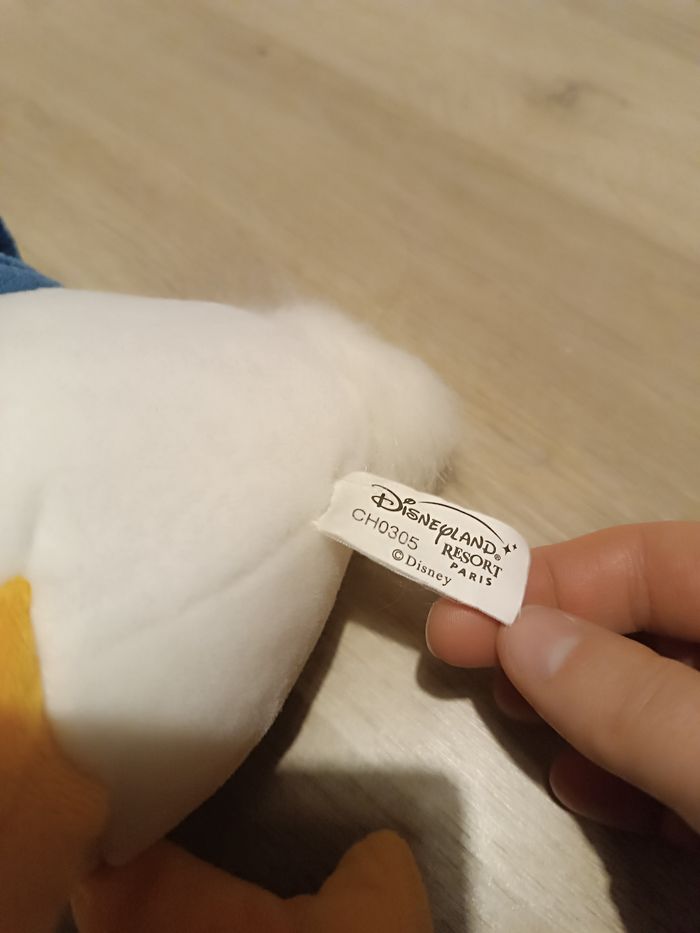 DISNEYLAND®
RESORT
PARIS
CH0305
©Disney